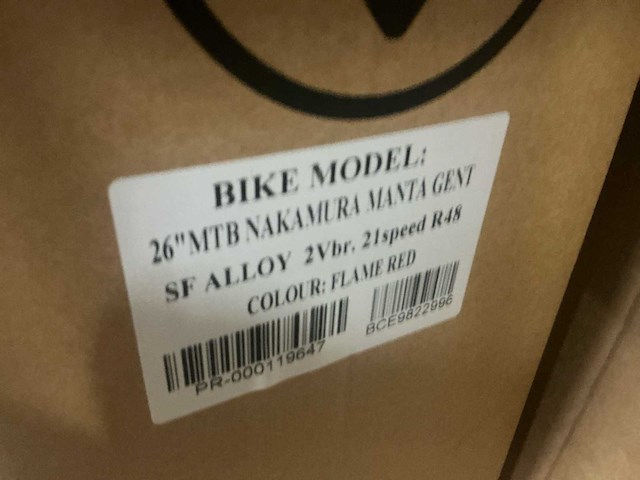 BIKE MODEL:
26"MTB NAKAMURA MANTA GENT
SF ALLOY 2Vbr, 21speed R48
COLOUR: FLAME RED
PR-000119647
BCE9822996